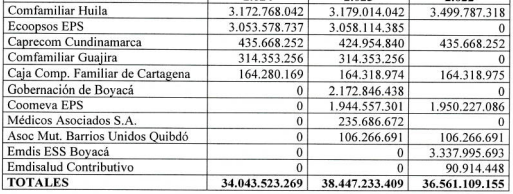 Comfamiliar Huila 3.172.768.042 3.179.014.042 3.499.787.318
Ecoopsos EPS 3.053.578.737 3.058.114.385 0
Caprecom Cundinamarca 435.668.252 424.954.840 435.668.252
Comfamiliar Guajira 314.353.256 314.353.256 0
Caja Comp. Familiar de Cartagena 164.280.169 164.318.974 164.318.975
Gobernación de Boyacá 0 2.172.846.438 0
Coomeva EPS 0 1.944.557.301 1.950.227.086
Médicos Asociados S.A. 0 235.686.672 0
Asoc Mut. Barrios Unidos Quibdó 0 106.266.691 106.266.691
Emdis ESS Boyacá 0 0 3.337.995.693
Emdisalud Contributivo 0 0 90.914.448
TOTALES 34.043.523.269 38.447.233.409 36.561.109.155